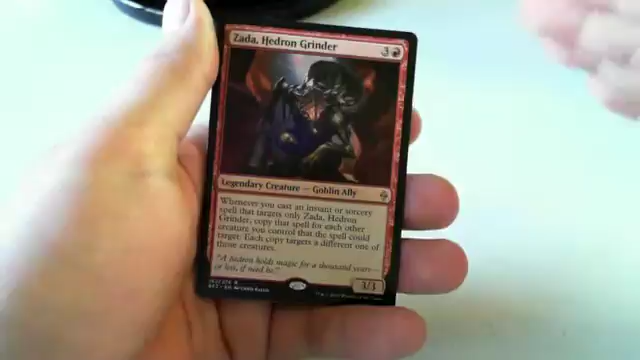 Zada, Hedron Grinder 3
Legendary Creature — Goblin Ally
Whenever you cast an instant or sorcery
spell that targets only Zada, Hedron
Grinder, copy that spell for each other
creature you control that the spell could
target. Each copy targets a different one of
those creatures.
"A hedron holds magic for a thousand years—
or less, if need be."
3/3